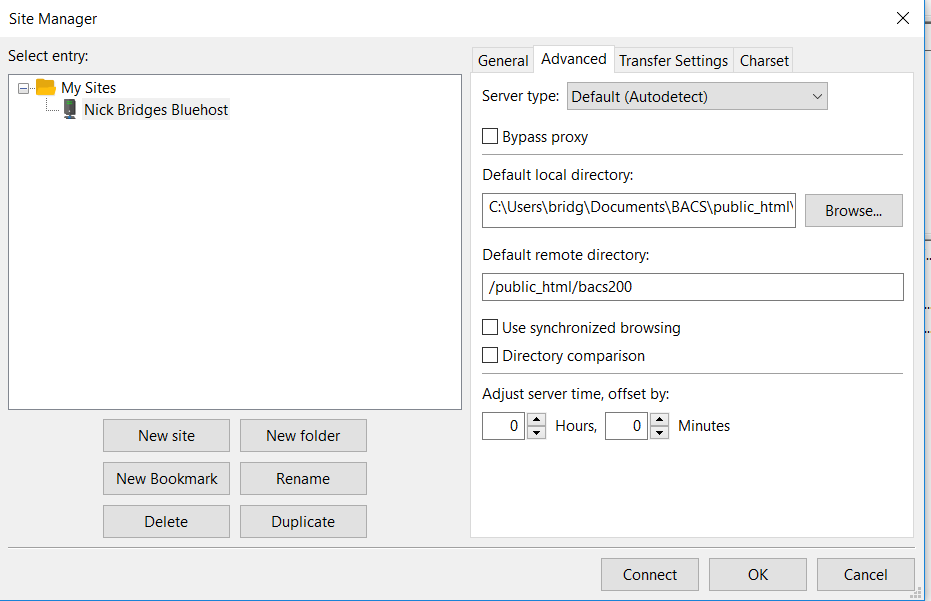 Site Manager
Select entry:
My Sites
Nick Bridges Bluehost
New site
New folder
New Bookmark
Rename
Delete
Duplicate
General
Advanced
Transfer Settings
Charset
Server type:
Default (Autodetect)
Bypass proxy
Default local directory:
C:\Users\bridg\Documents\BACS\public_html\
Browse...
Default remote directory:
/public_html/bacs200
Use synchronized browsing
Directory comparison
Adjust server time, offset by:
0 Hours, 0 Minutes
Connect
OK
Cancel